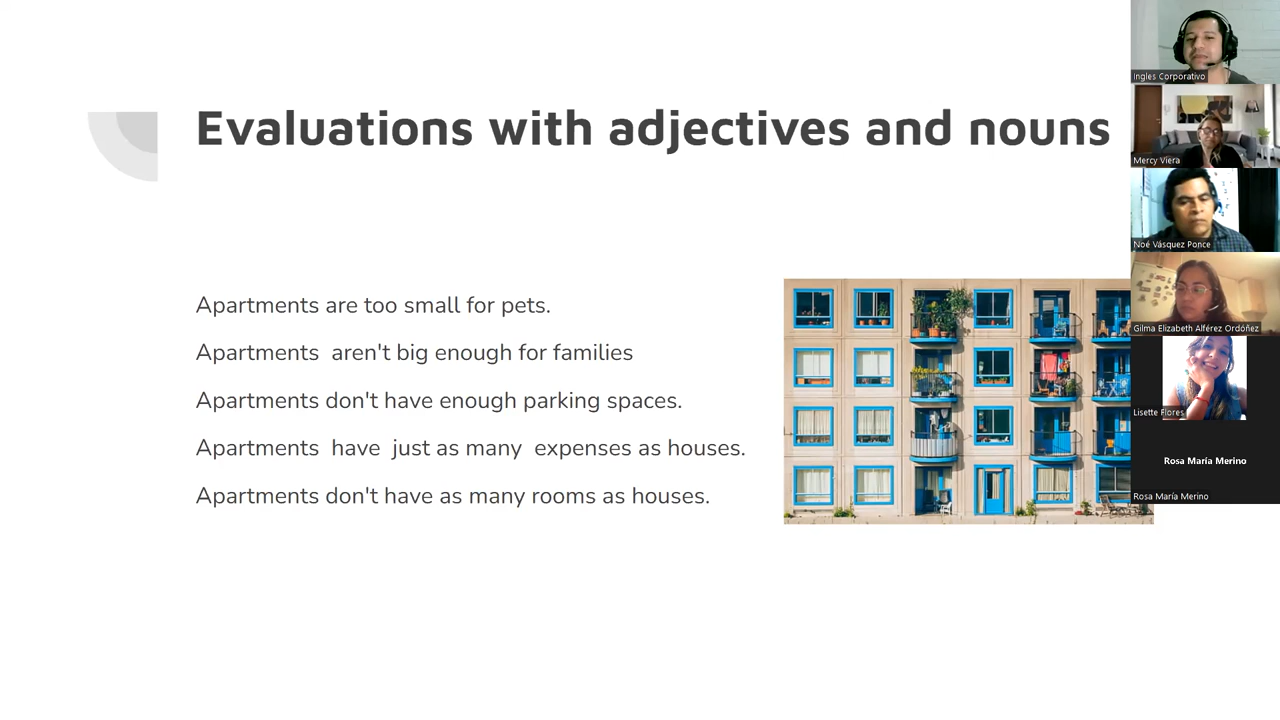 Evaluations with adjectives and nouns
Apartments are too small for pets.
Apartments  aren't big enough for families
Apartments don't have enough parking spaces.
Apartments  have  just as many  expenses as houses.
Apartments don't have as many rooms as houses.
Ingles Corporativo
Mercy Viera
Noé Vásquez Ponce
Gilma Elizabeth Alférez Ordóñez
Lisette Flores
Rosa María Merino
Rosa María Merino